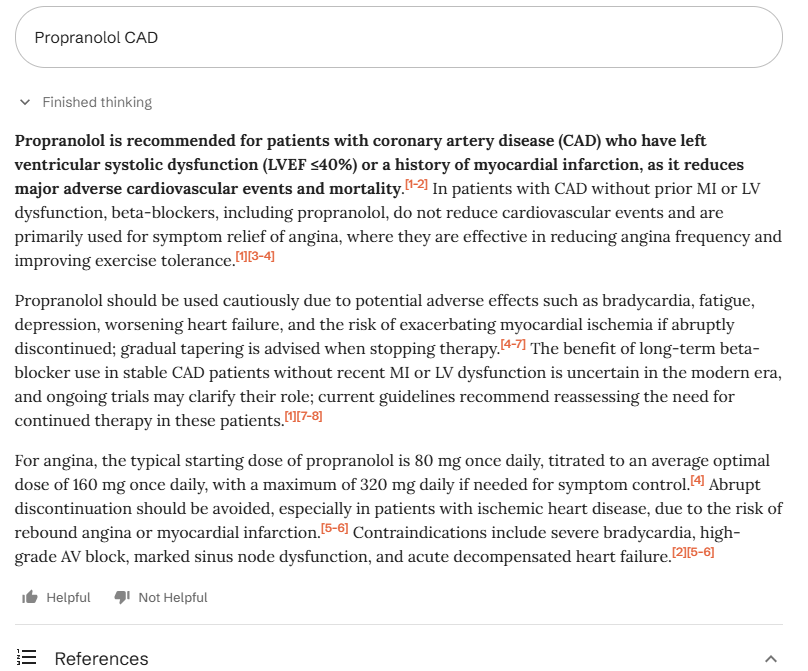 Propranolol CAD
Finished thinking
Propranolol is recommended for patients with coronary artery disease (CAD) who have left
ventricular systolic dysfunction (LVEF ≤40%) or a history of myocardial infarction, as it reduces
major adverse cardiovascular events and mortality.[1-2] In patients with CAD without prior MI or LV
dysfunction, beta-blockers, including propranolol, do not reduce cardiovascular events and are
primarily used for symptom relief of angina, where they are effective in reducing angina frequency and
improving exercise tolerance.[1][3-4]
Propranolol should be used cautiously due to potential adverse effects such as bradycardia, fatigue,
depression, worsening heart failure, and the risk of exacerbating myocardial ischemia if abruptly
discontinued; gradual tapering is advised when stopping therapy.[4-7] The benefit of long-term beta-
blocker use in stable CAD patients without recent MI or LV dysfunction is uncertain in the modern era,
and ongoing trials may clarify their role; current guidelines recommend reassessing the need for
continued therapy in these patients.[1][7-8]
For angina, the typical starting dose of propranolol is 80 mg once daily, titrated to an average optimal
dose of 160 mg once daily, with a maximum of 320 mg daily if needed for symptom control.[4] Abrupt
discontinuation should be avoided, especially in patients with ischemic heart disease, due to the risk of
rebound angina or myocardial infarction.[5-6] Contraindications include severe bradycardia, high-
grade AV block, marked sinus node dysfunction, and acute decompensated heart failure.[2][5-6]
Helpful Not Helpful
References